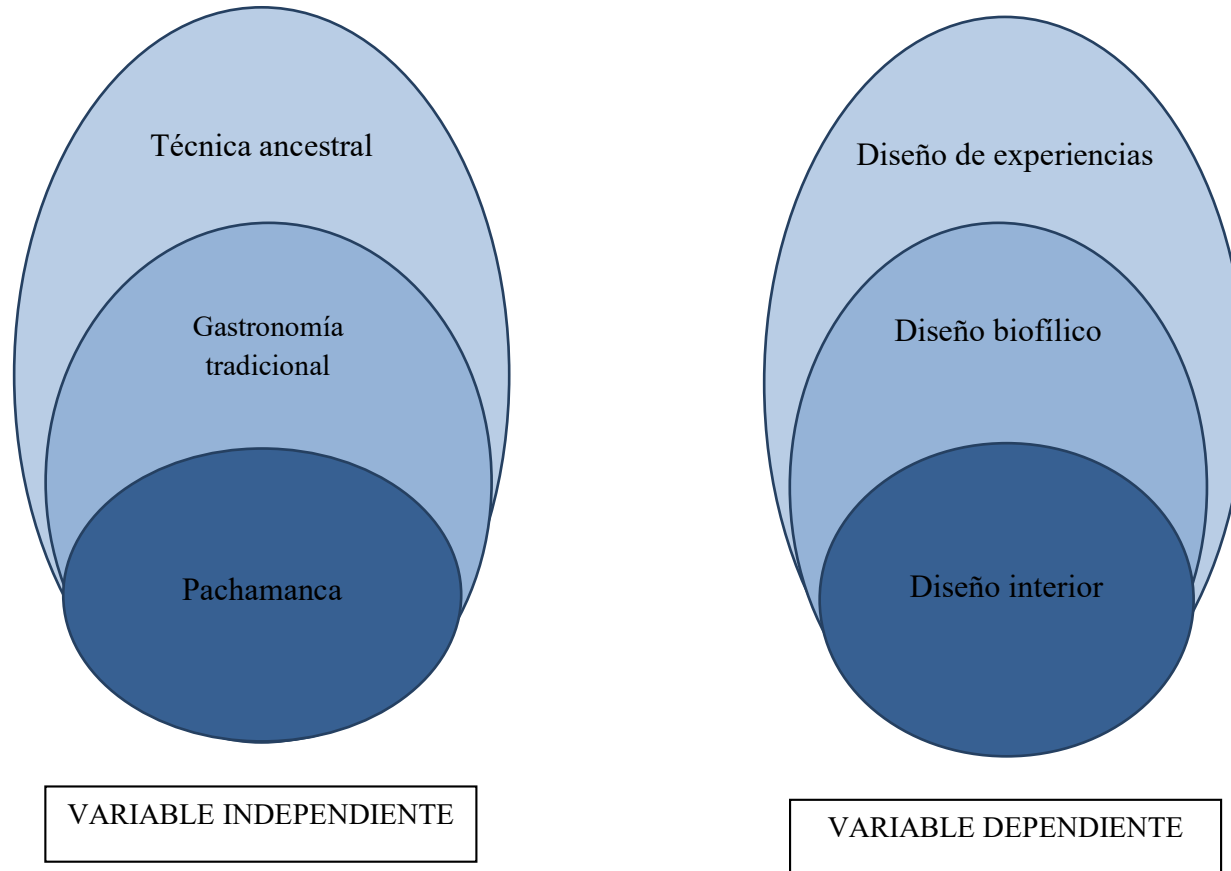 Técnica ancestral
Gastronomía
tradicional
Pachamanca
VARIABLE INDEPENDIENTE
Diseño de experiencias
Diseño biofílico
Diseño interior
VARIABLE DEPENDIENTE